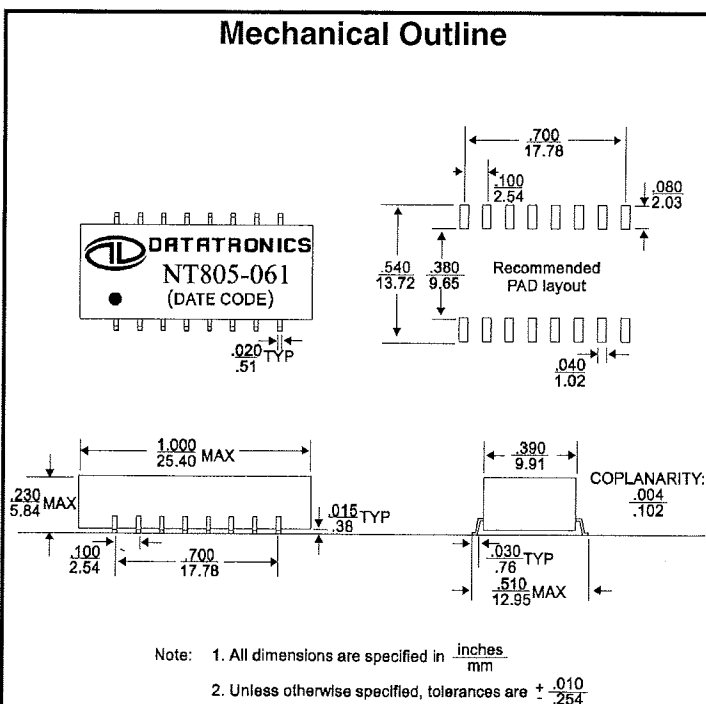 Mechanical Outline
.700
17.78
.100
2.54
.080
2.03
DATATRONICS
NT805-061
(DATE CODE)
.540
13.72
.380
9.65
Recommended
PAD layout
.020
.51
TYP
.040
1.02
1.000
25.40
MAX
.390
9.91
COPLANARITY:
.004
.102
.230
5.84
MAX
.015
.38
TYP
.100
2.54
.700
17.78
.030
.76
TYP
.510
12.95
MAX
Note: 1. All dimensions are specified in inches
mm
2. Unless otherwise specified, tolerances are ± .010
.254